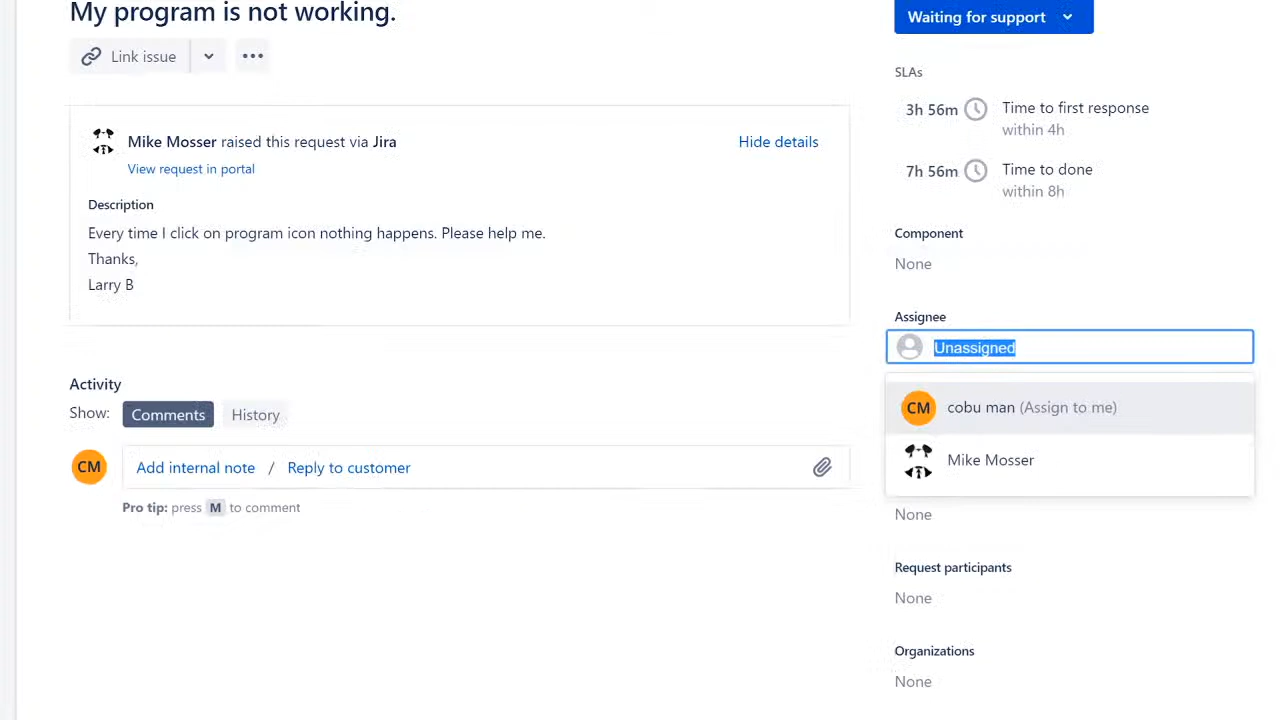 My program is not working.
Link issue
Mike Mosser raised this request via Jira
Hide details
View request in portal
Description
Every time I click on program icon nothing happens. Please help me.
Thanks,
Larry B
Activity
Show: Comments History
CM Add internal note / Reply to customer
Pro tip: press M to comment
Waiting for support
SLAs
3h 56m Time to first response
within 4h
7h 56m Time to done
within 8h
Component
None
Assignee
Unassigned
CM cobu man (Assign to me)
Mike Mosser
None
Request participants
None
Organizations
None